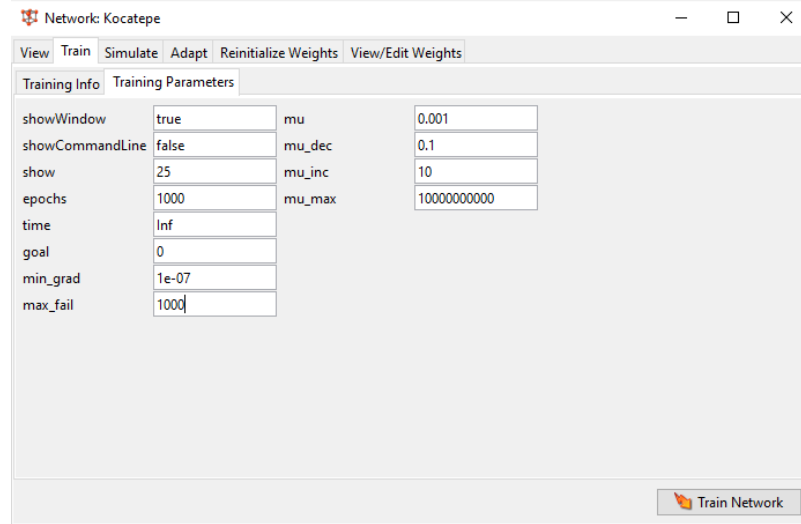 Network: Kocatepe
View Train Simulate Adapt Reinitialize Weights View/Edit Weights
Training Info Training Parameters
showWindow true mu 0.001
showCommandLine false mu_dec 0.1
show 25 mu_inc 10
epochs 1000 mu_max 10000000000
time Inf
goal 0
min_grad 1e-07
max_fail 1000
Train Network